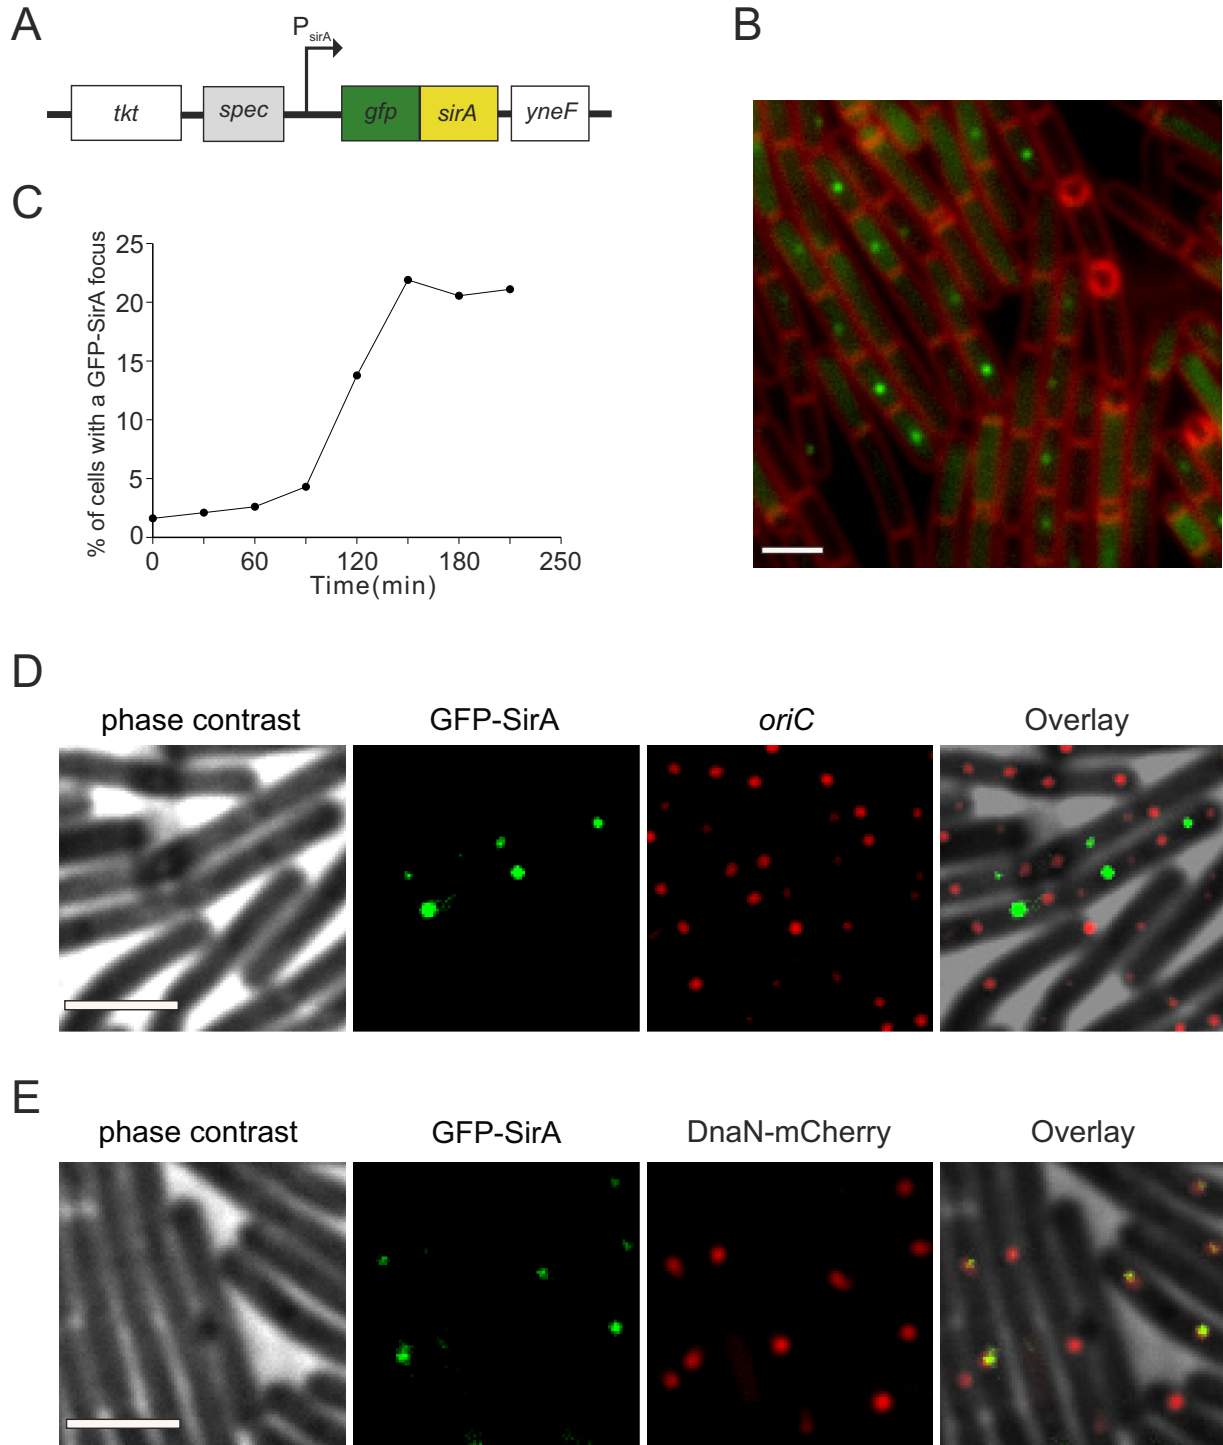 A
B
P sirA
tkt
spec
gfp
sirA
yneF
C
% of cells with a GFP-SirA focus
25
20
15
10
5
0
0
60
120
180
250
Time(min)
D
phase contrast
GFP-SirA
oriC
Overlay
E
phase contrast
GFP-SirA
DnaN-mCherry
Overlay